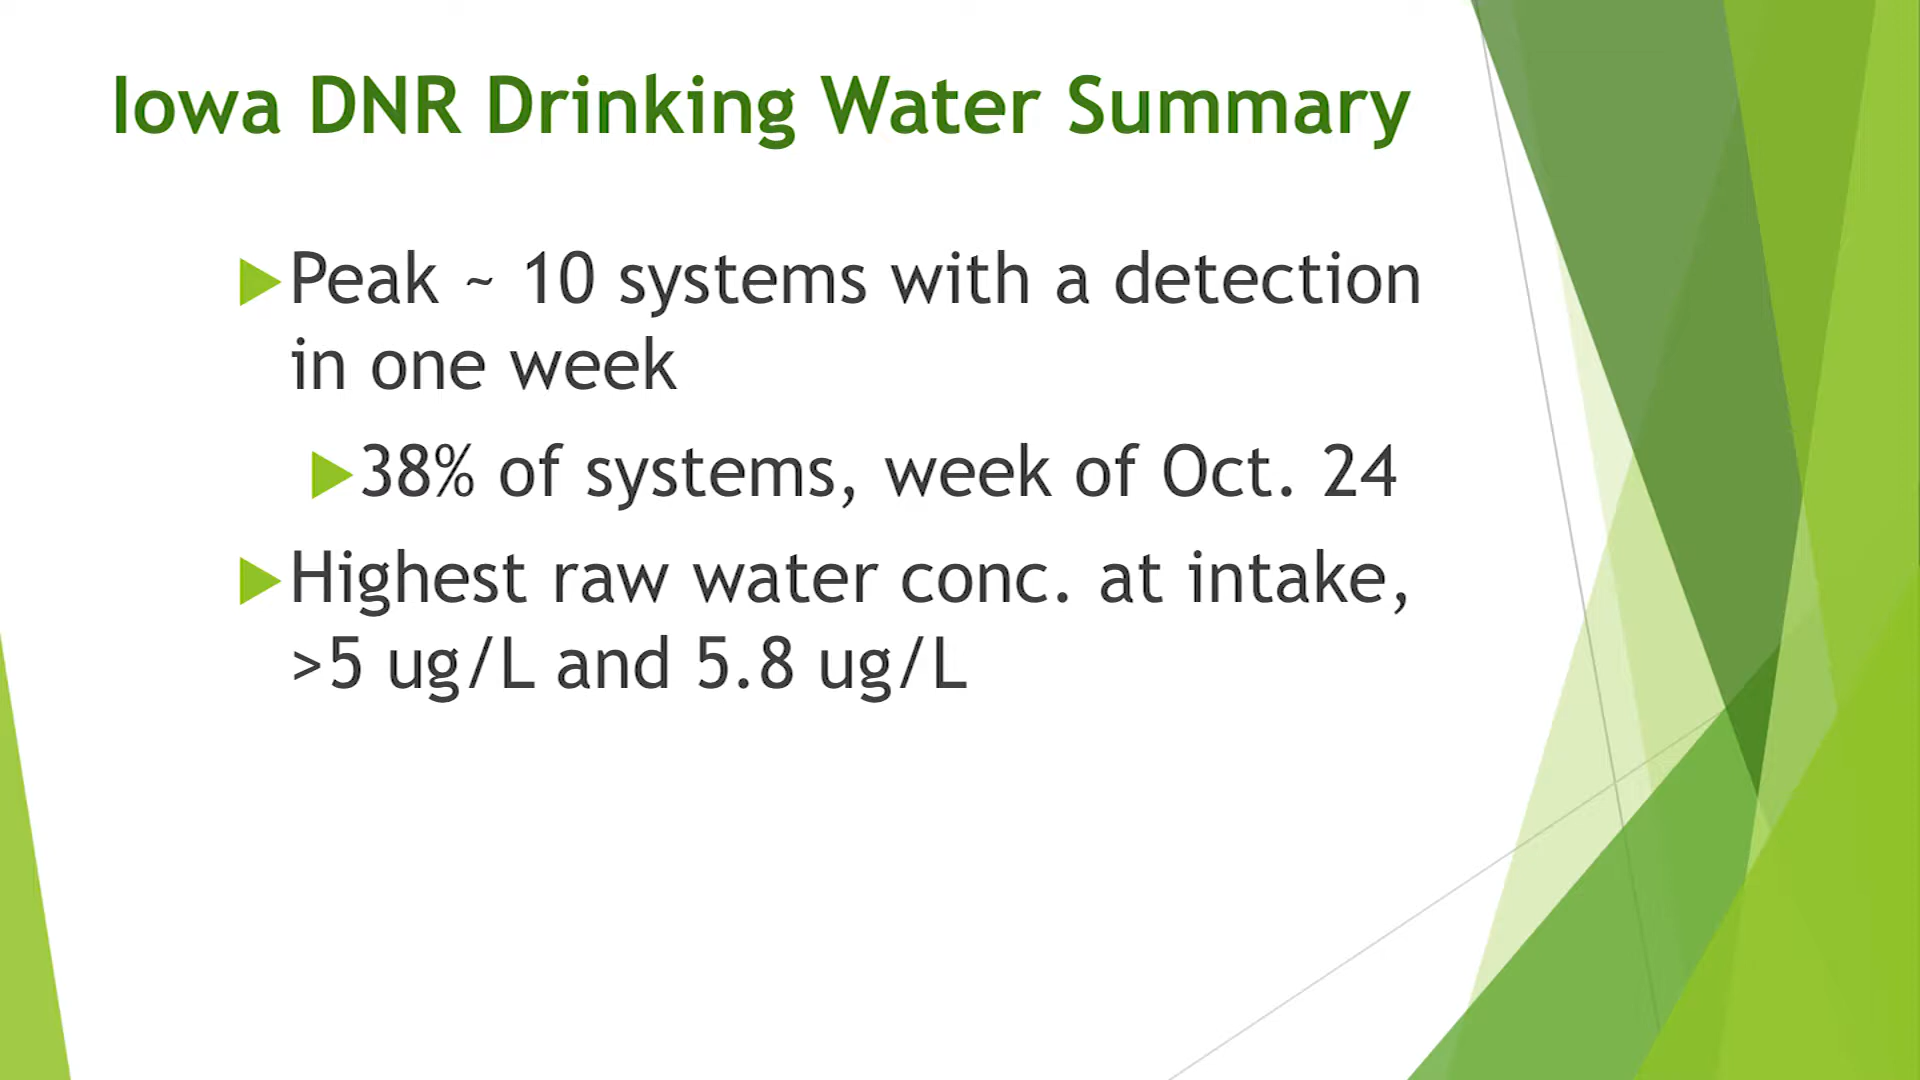 Iowa DNR Drinking Water Summary
Peak ~ 10 systems with a detection
in one week
38% of systems, week of Oct. 24
Highest raw water conc. at intake,
>5 ug/L and 5.8 ug/L